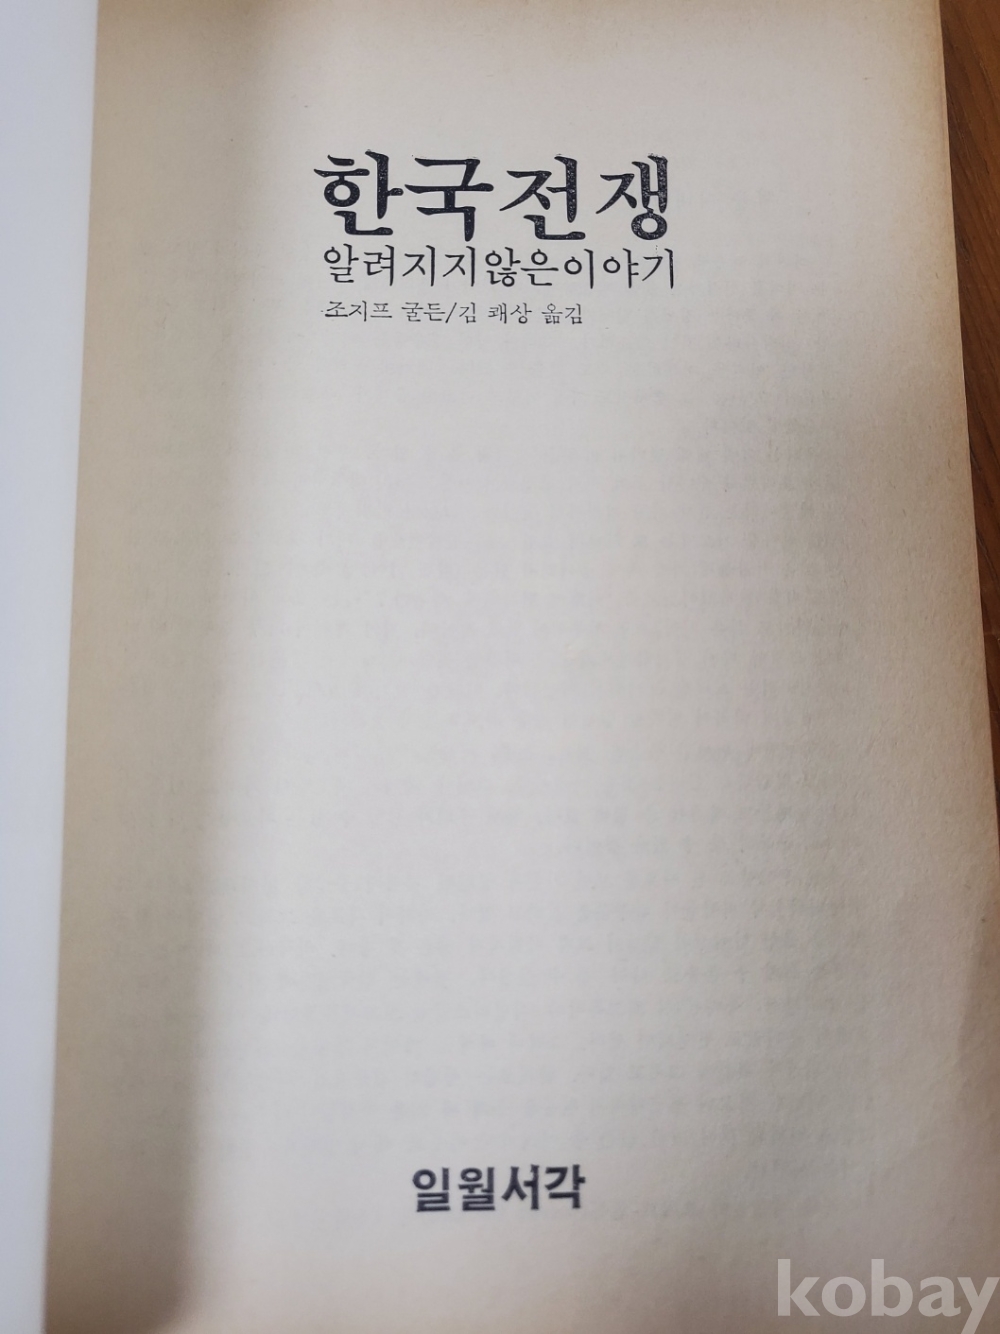 한국전쟁
알려지지않은이야기
조지프 굴든/김 쾌상 옮김
일월서각
kobay